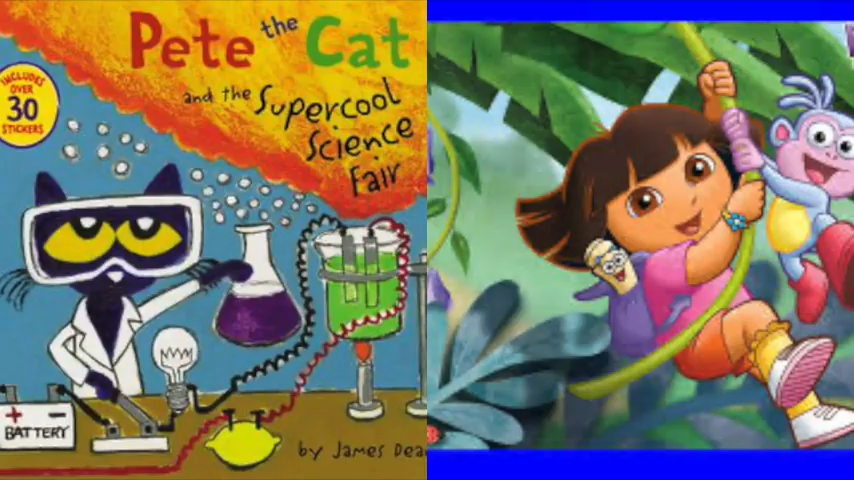 Pete the Cat
and the Supercool
Science
Fair
INCLUDES
OVER
30
STICKERS
+ -
BATTERY
by James Dea